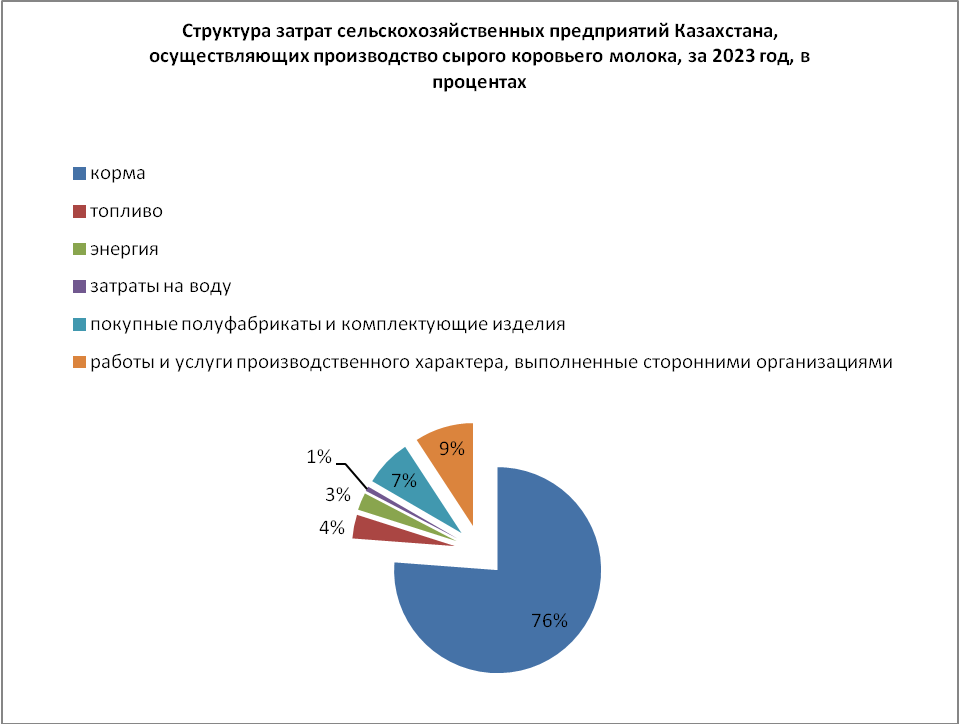 Структура затрат сельскохозяйственных предприятий Казахстана,
осуществляющих производство сырого коровьего молока, за 2023 год, в
процентах
корма
топливо
энергия
затраты на воду
покупные полуфабрикаты и комплектующие изделия
работы и услуги производственного характера, выполненные сторонними организациями
9%
1%
7%
3%
4%
76%